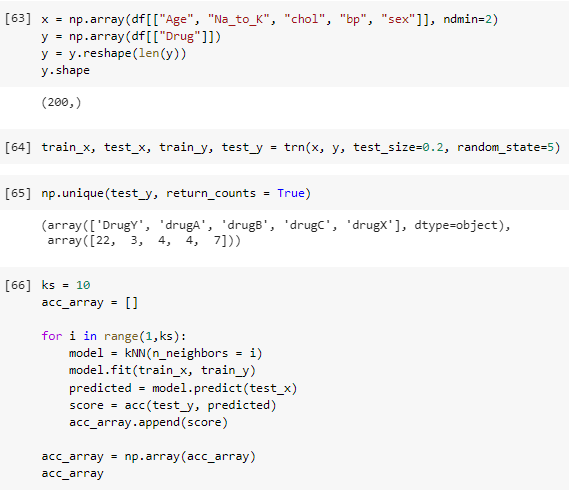 [63] x = np.array(df[["Age", "Na_to_K", "chol", "bp", "sex"]], ndmin=2)
y = np.array(df[["Drug"]])
y = y.reshape(len(y))
y.shape
(200,)
[64] train_x, test_x, train_y, test_y = trn(x, y, test_size=0.2, random_state=5)
[65] np.unique(test_y, return_counts = True)
(array(['DrugY', 'drugA', 'drugB', 'drugC', 'drugX'], dtype=object),
array([22, 3, 4, 4, 7]))
[66] ks = 10
acc_array = []
for i in range(1,ks):
model = kNN(n_neighbors = i)
model.fit(train_x, train_y)
predicted = model.predict(test_x)
score = acc(test_y, predicted)
acc_array.append(score)
acc_array = np.array(acc_array)
acc_array